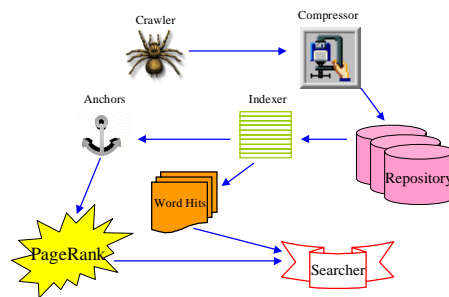 Crawler
Compressor
Anchors
Indexer
Repository
Word Hits
PageRank
Searcher